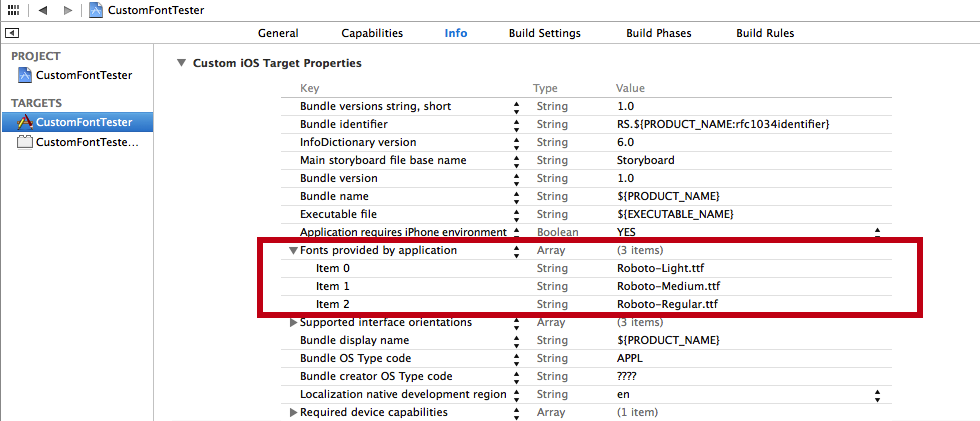 CustomFontTester
General Capabilities Info Build Settings Build Phases Build Rules
PROJECT
CustomFontTester
TARGETS
CustomFontTester
CustomFontTeste...
Custom iOS Target Properties
Key Type Value
Bundle versions string, short String 1.0
Bundle identifier String RS.${PRODUCT_NAME:rfc1034identifier}
InfoDictionary version String 6.0
Main storyboard file base name String Storyboard
Bundle version String 1.0
Bundle name String ${PRODUCT_NAME}
Executable file String ${EXECUTABLE_NAME}
Application requires iPhone environment Boolean YES
Fonts provided by application Array (3 items)
Item 0 String Roboto-Light.ttf
Item 1 String Roboto-Medium.ttf
Item 2 String Roboto-Regular.ttf
Supported interface orientations Array (3 items)
Bundle display name String ${PRODUCT_NAME}
Bundle OS Type code String APPL
Bundle creator OS Type code String ????
Localization native development region String en
Required device capabilities Array (1 item)